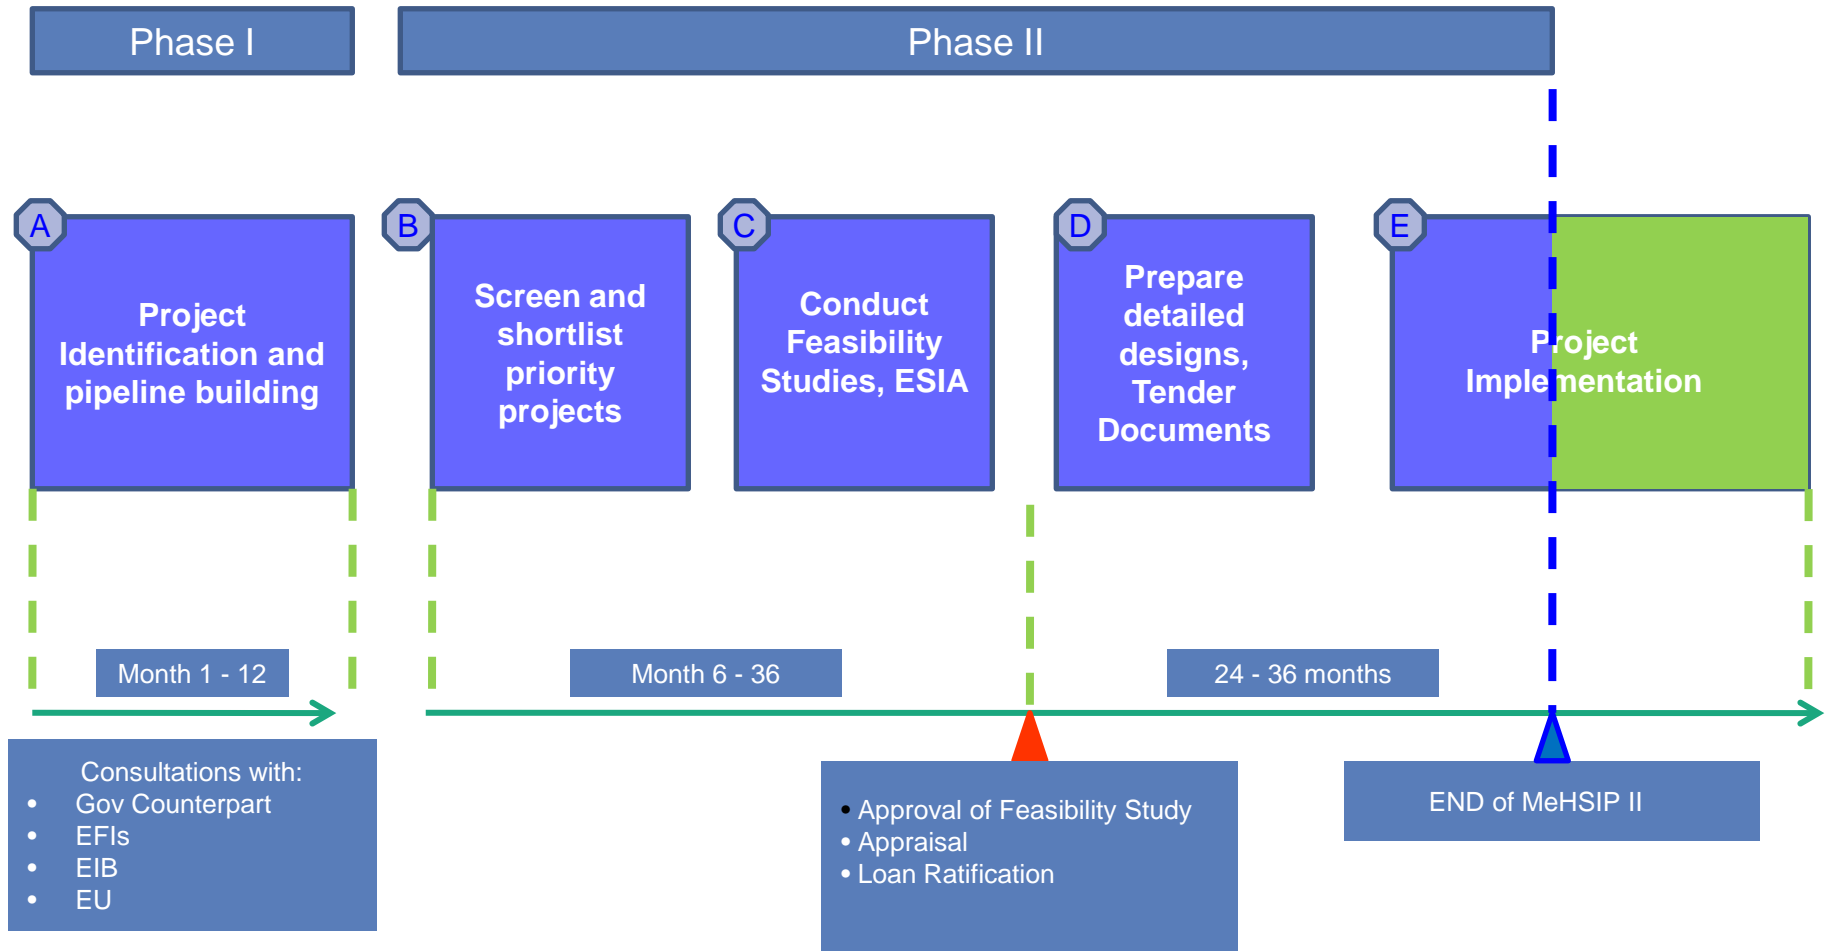 Phase I
Phase II
A
Project
Identification and
pipeline building
B
Screen and
shortlist
priority
projects
C
Conduct
Feasibility
Studies, ESIA
D
Prepare
detailed
designs,
Tender
Documents
E
Project
Implementation
Month 1 - 12
Month 6 - 36
24 - 36 months
Consultations with:
• Gov Counterpart
• EFIs
• EIB
• EU
• Approval of Feasibility Study
• Appraisal
• Loan Ratification
END of MeHSIP II